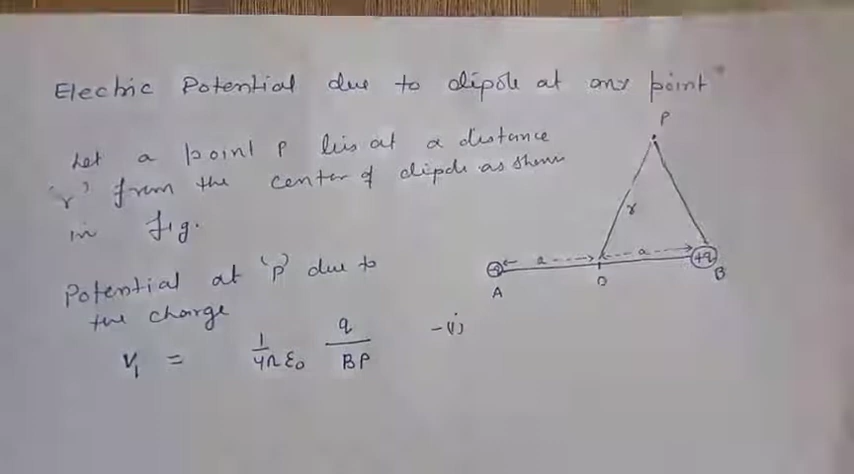 Electric Potential due to dipole at any point
Let a point P lies at a distance
'r' from the center of dipole as shown
in fig.
Potential at 'P' due to
the charge
V₁ = 1/4πε₀ q/BP -(i)
P
r
a a
-q +q
A O B